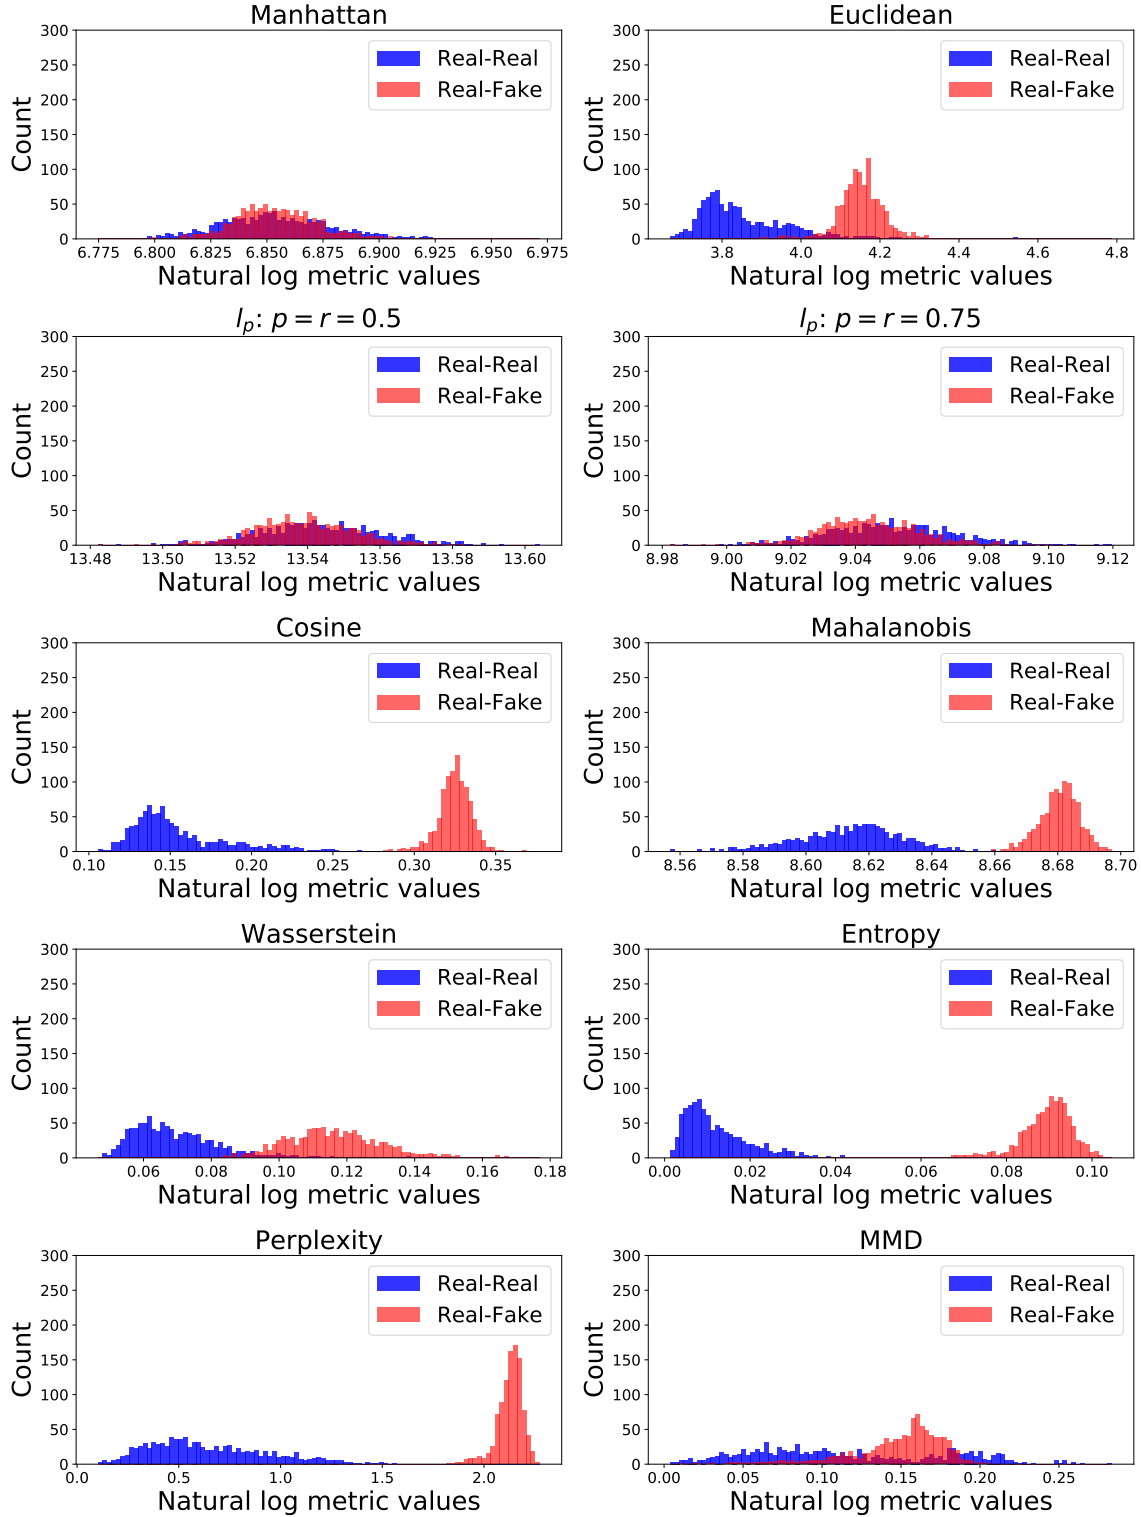 Manhattan
300
250
200
150
100
50
0
Count
Real-Real
Real-Fake
6.775 6.800 6.825 6.850 6.875 6.900 6.925 6.950 6.975
Natural log metric values
Euclidean
300
250
200
150
100
50
0
Count
Real-Real
Real-Fake
3.8 4.0 4.2 4.4 4.6 4.8
Natural log metric values
l_p: p = r = 0.5
300
250
200
150
100
50
0
Count
Real-Real
Real-Fake
13.48 13.50 13.52 13.54 13.56 13.58 13.60
Natural log metric values
l_p: p = r = 0.75
300
250
200
150
100
50
0
Count
Real-Real
Real-Fake
8.98 9.00 9.02 9.04 9.06 9.08 9.10 9.12
Natural log metric values
Cosine
300
250
200
150
100
50
0
Count
Real-Real
Real-Fake
0.10 0.15 0.20 0.25 0.30 0.35
Natural log metric values
Mahalanobis
300
250
200
150
100
50
0
Count
Real-Real
Real-Fake
8.56 8.58 8.60 8.62 8.64 8.66 8.68 8.70
Natural log metric values
Wasserstein
300
250
200
150
100
50
0
Count
Real-Real
Real-Fake
0.06 0.08 0.10 0.12 0.14 0.16 0.18
Natural log metric values
Entropy
300
250
200
150
100
50
0
Count
Real-Real
Real-Fake
0.00 0.02 0.04 0.06 0.08 0.10
Natural log metric values
Perplexity
300
250
200
150
100
50
0
Count
Real-Real
Real-Fake
0.0 0.5 1.0 1.5 2.0
Natural log metric values
MMD
300
250
200
150
100
50
0
Count
Real-Real
Real-Fake
0.00 0.05 0.10 0.15 0.20 0.25
Natural log metric values